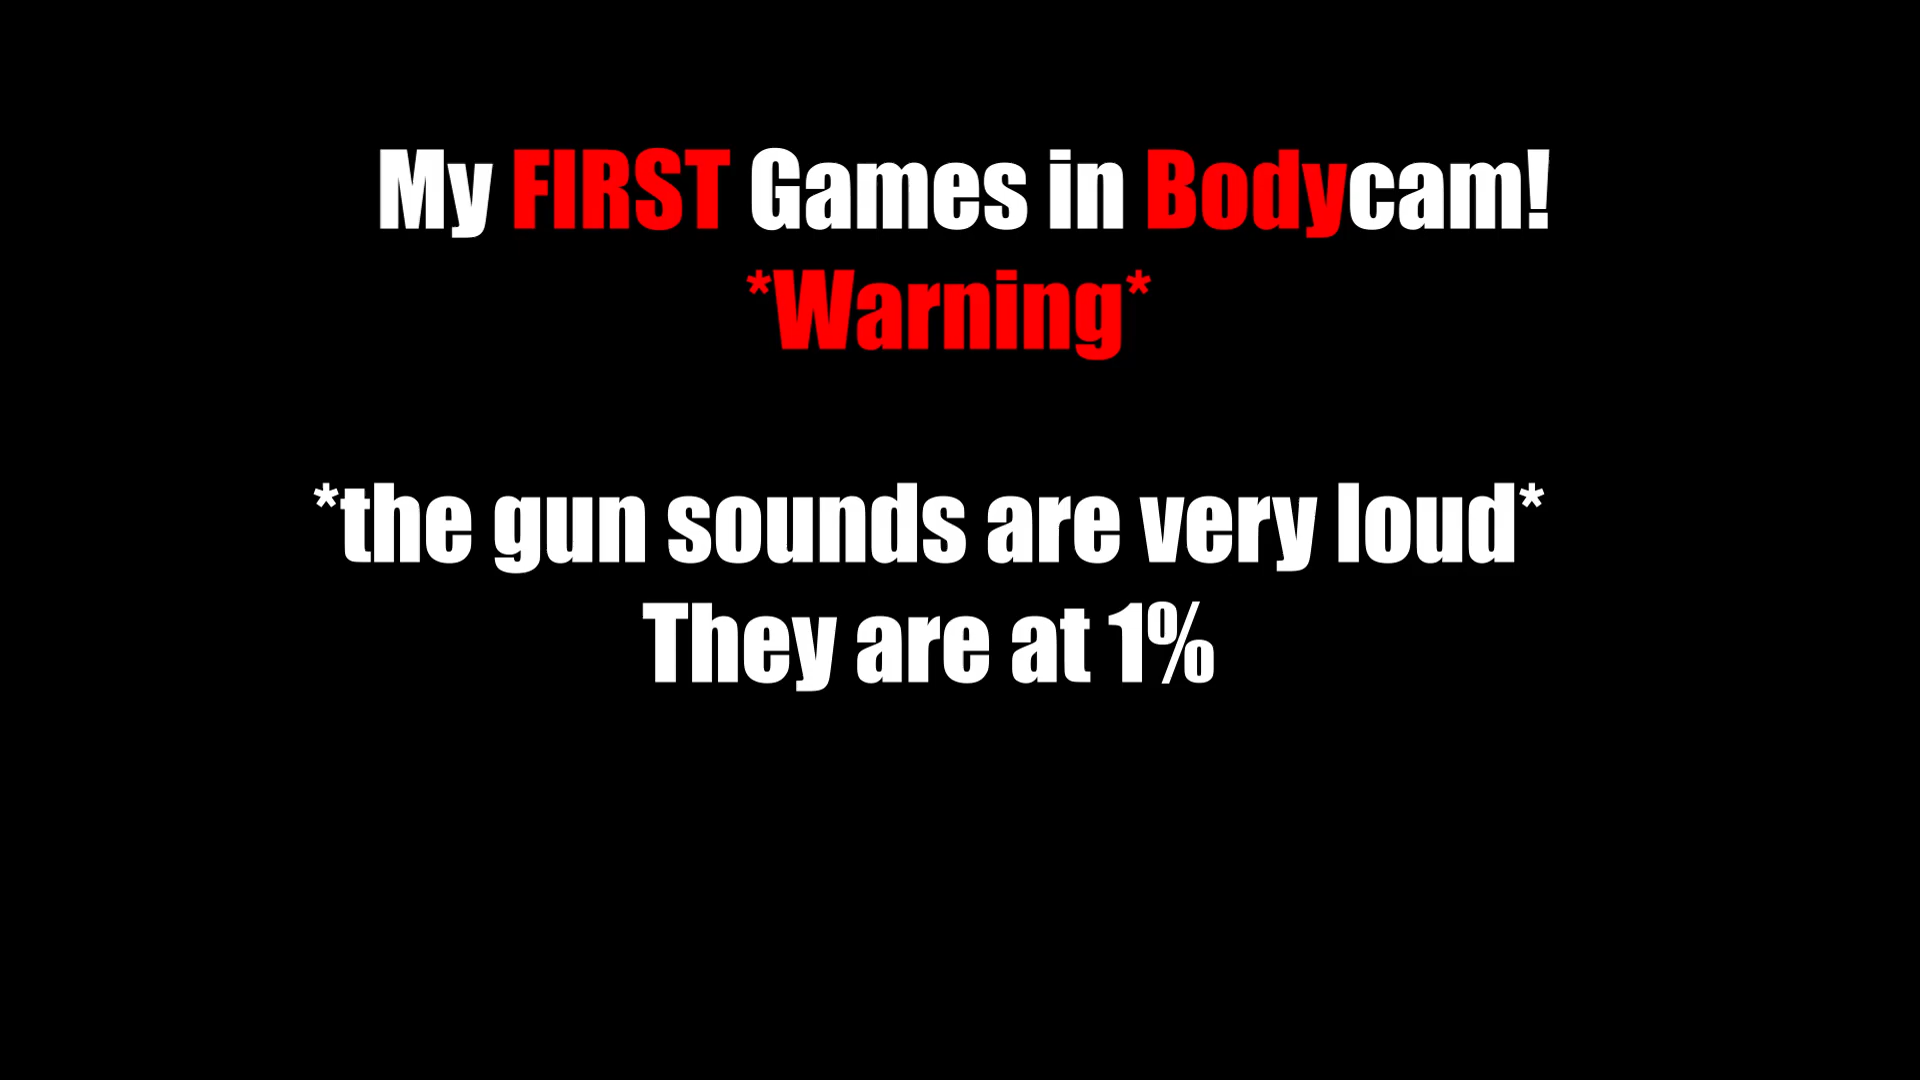 My FIRST Games in Bodycam!
*Warning*
*the gun sounds are very loud*
They are at 1%